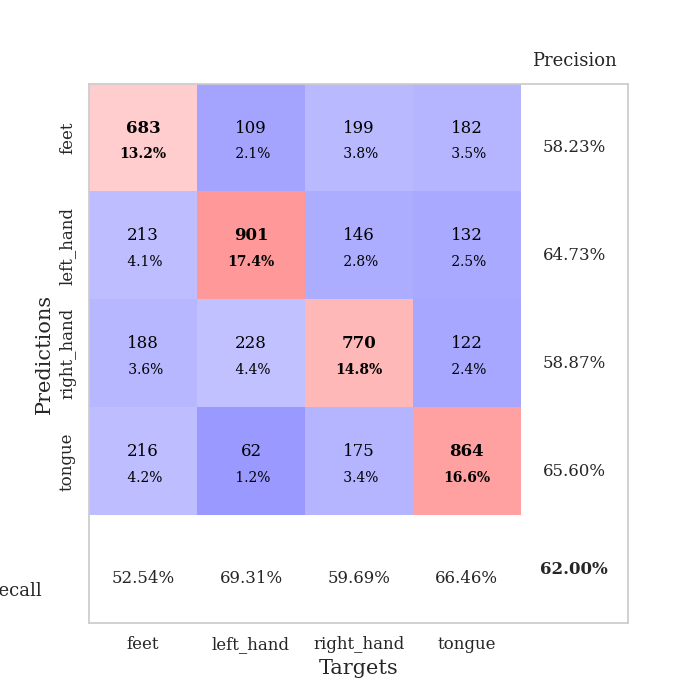 Precision
feet
683 109 199 182
13.2% 2.1% 3.8% 3.5%
58.23%
left_hand
213 901 146 132
4.1% 17.4% 2.8% 2.5%
64.73%
Predictions
right_hand
188 228 770 122
3.6% 4.4% 14.8% 2.4%
58.87%
tongue
216 62 175 864
4.2% 1.2% 3.4% 16.6%
65.60%
ecall
52.54% 69.31% 59.69% 66.46%
62.00%
feet left_hand right_hand tongue
Targets